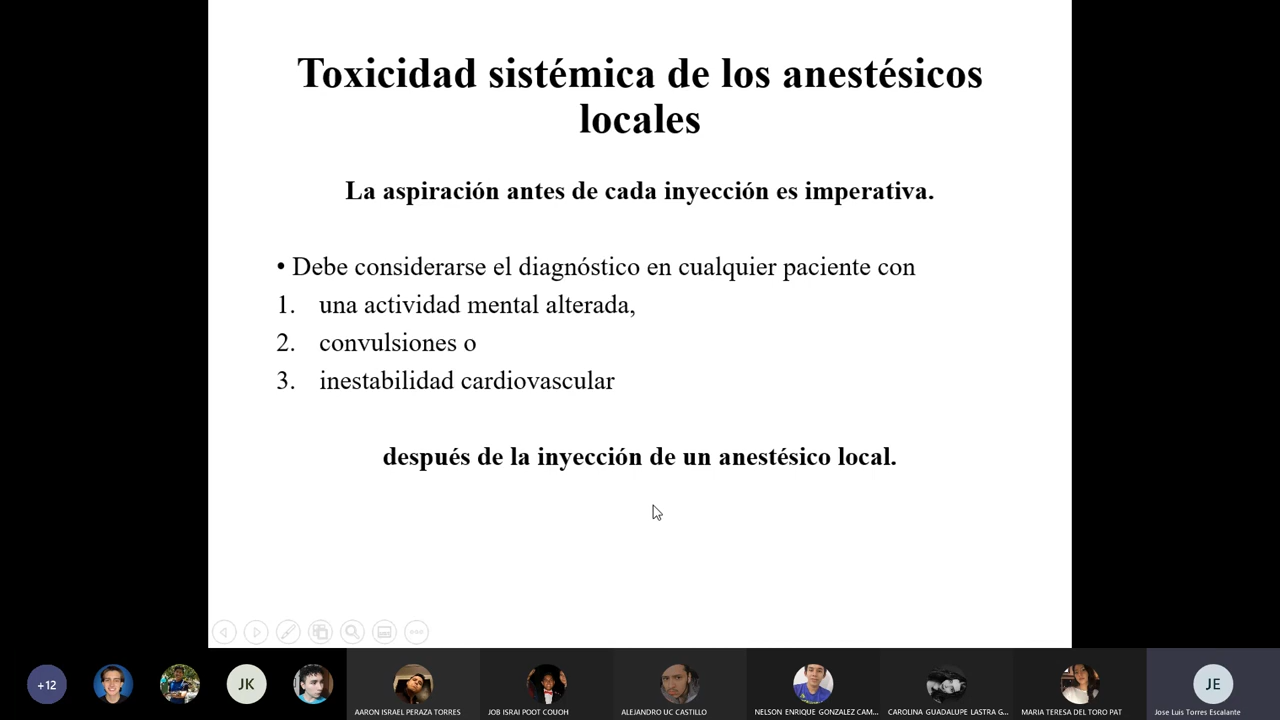 Toxicidad sistémica de los anestésicos
locales
La aspiración antes de cada inyección es imperativa.
• Debe considerarse el diagnóstico en cualquier paciente con
1. una actividad mental alterada,
2. convulsiones o
3. inestabilidad cardiovascular
después de la inyección de un anestésico local.
+12
JK
JE
AARON ISRAEL PERAZA TORRES
JOB ISRAI POOT COUOH
ALEJANDRO UC CASTILLO
NELSON ENRIQUE GONZALEZ CAM...
CAROLINA GUADALUPE LASTRA G...
MARIA TERESA DEL TORO PAT
Jose Luis Torres Escalante